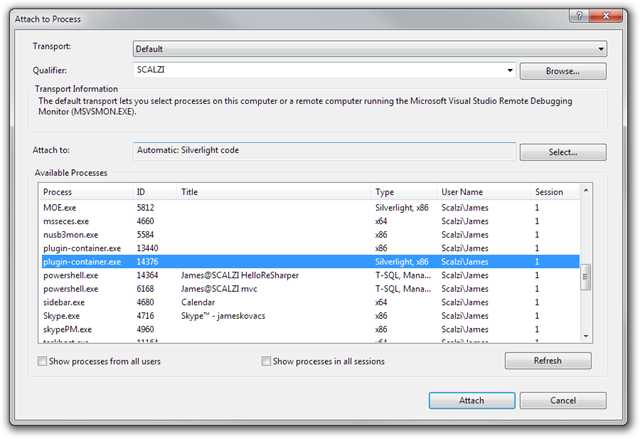 Attach to Process
Transport: Default
Qualifier: SCALZI Browse...
Transport Information
The default transport lets you select processes on this computer or a remote computer running the Microsoft Visual Studio Remote Debugging
Monitor (MSVSMON.EXE).
Attach to: Automatic: Silverlight code Select...
Available Processes
Process ID Title Type User Name Session
MOE.exe 5812 Silverlight, x86 Scalzi\James 1
msseces.exe 4660 x64 Scalzi\James 1
nusb3mon.exe 5584 x86 Scalzi\James 1
plugin-container.exe 13440 x86 Scalzi\James 1
plugin-container.exe 14376 Silverlight, x86 Scalzi\James 1
powershell.exe 14364 James@SCALZI HelloReSharper T-SQL, Mana... Scalzi\James 1
powershell.exe 6168 James@SCALZI mvc T-SQL, Mana... Scalzi\James 1
sidebar.exe 4680 Calendar x64 Scalzi\James 1
Skype.exe 4716 Skype™ - jameskovacs x86 Scalzi\James 1
skypePM.exe 4960 x86 Scalzi\James 1
Show processes from all users Show processes in all sessions Refresh
Attach Cancel